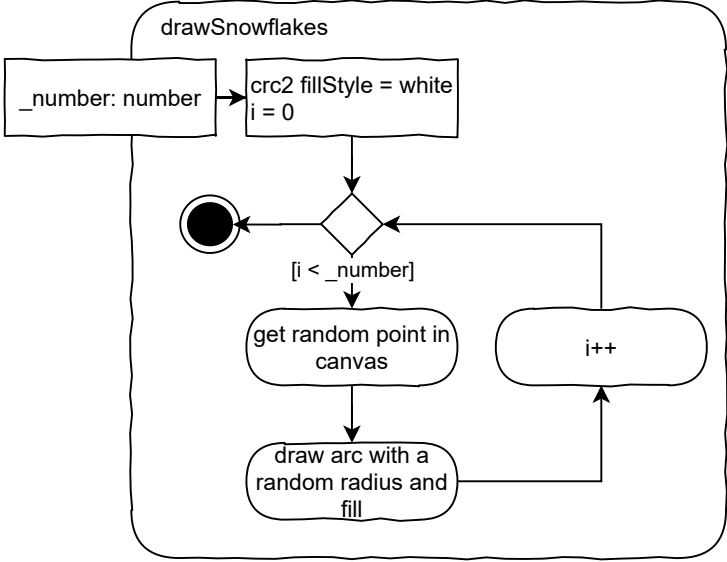 drawSnowflakes
_number: number
crc2 fillStyle = white
i = 0
[i < _number]
get random point in
canvas
i++
draw arc with a
random radius and
fill